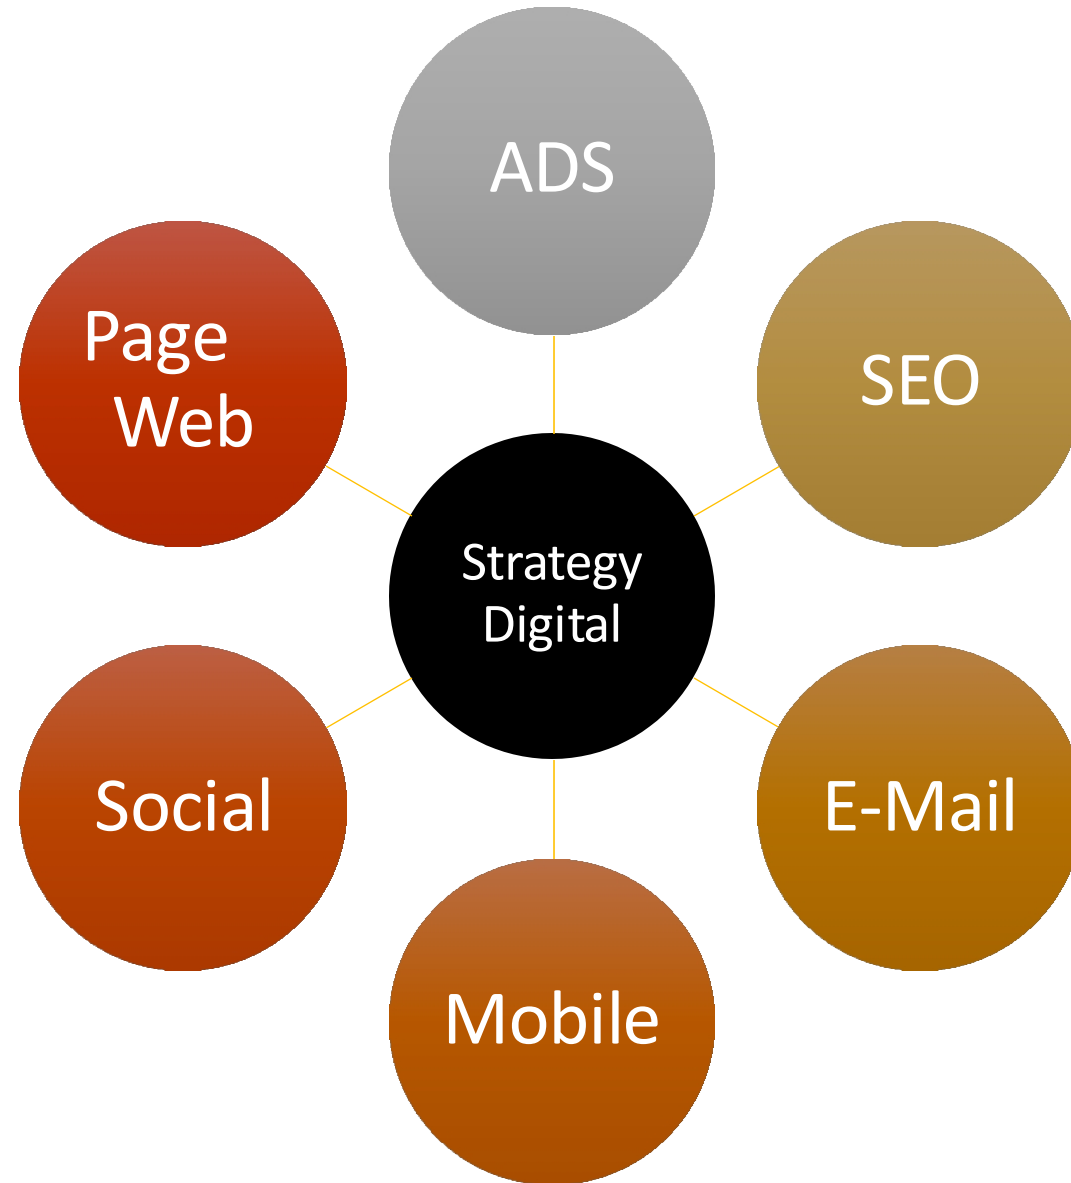 ADS
SEO
E-Mail
Mobile
Social
Page
Web
Strategy
Digital